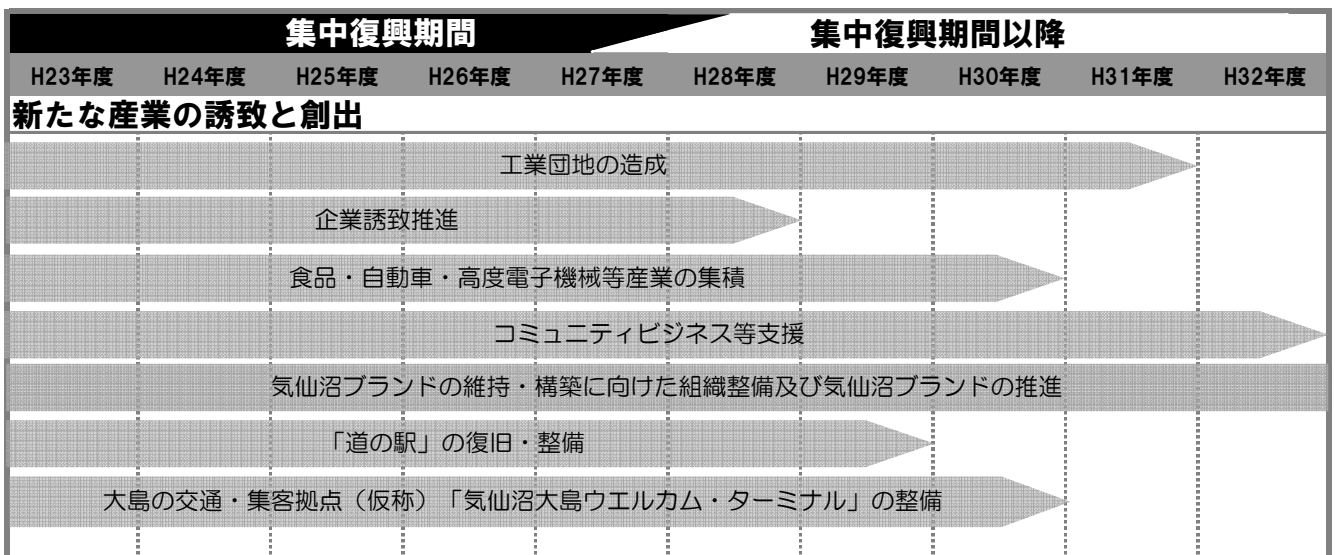 集中復興期間 集中復興期間以降
H23年度 H24年度 H25年度 H26年度 H27年度 H28年度 H29年度 H30年度 H31年度 H32年度
新たな産業の誘致と創出
工業団地の造成
企業誘致推進
食品・自動車・高度電子機械等産業の集積
コミュニティビジネス等支援
気仙沼ブランドの維持・構築に向けた組織整備及び気仙沼ブランドの推進
「道の駅」の復旧・整備
大島の交通・集客拠点（仮称）「気仙沼大島ウエルカム・ターミナル」の整備